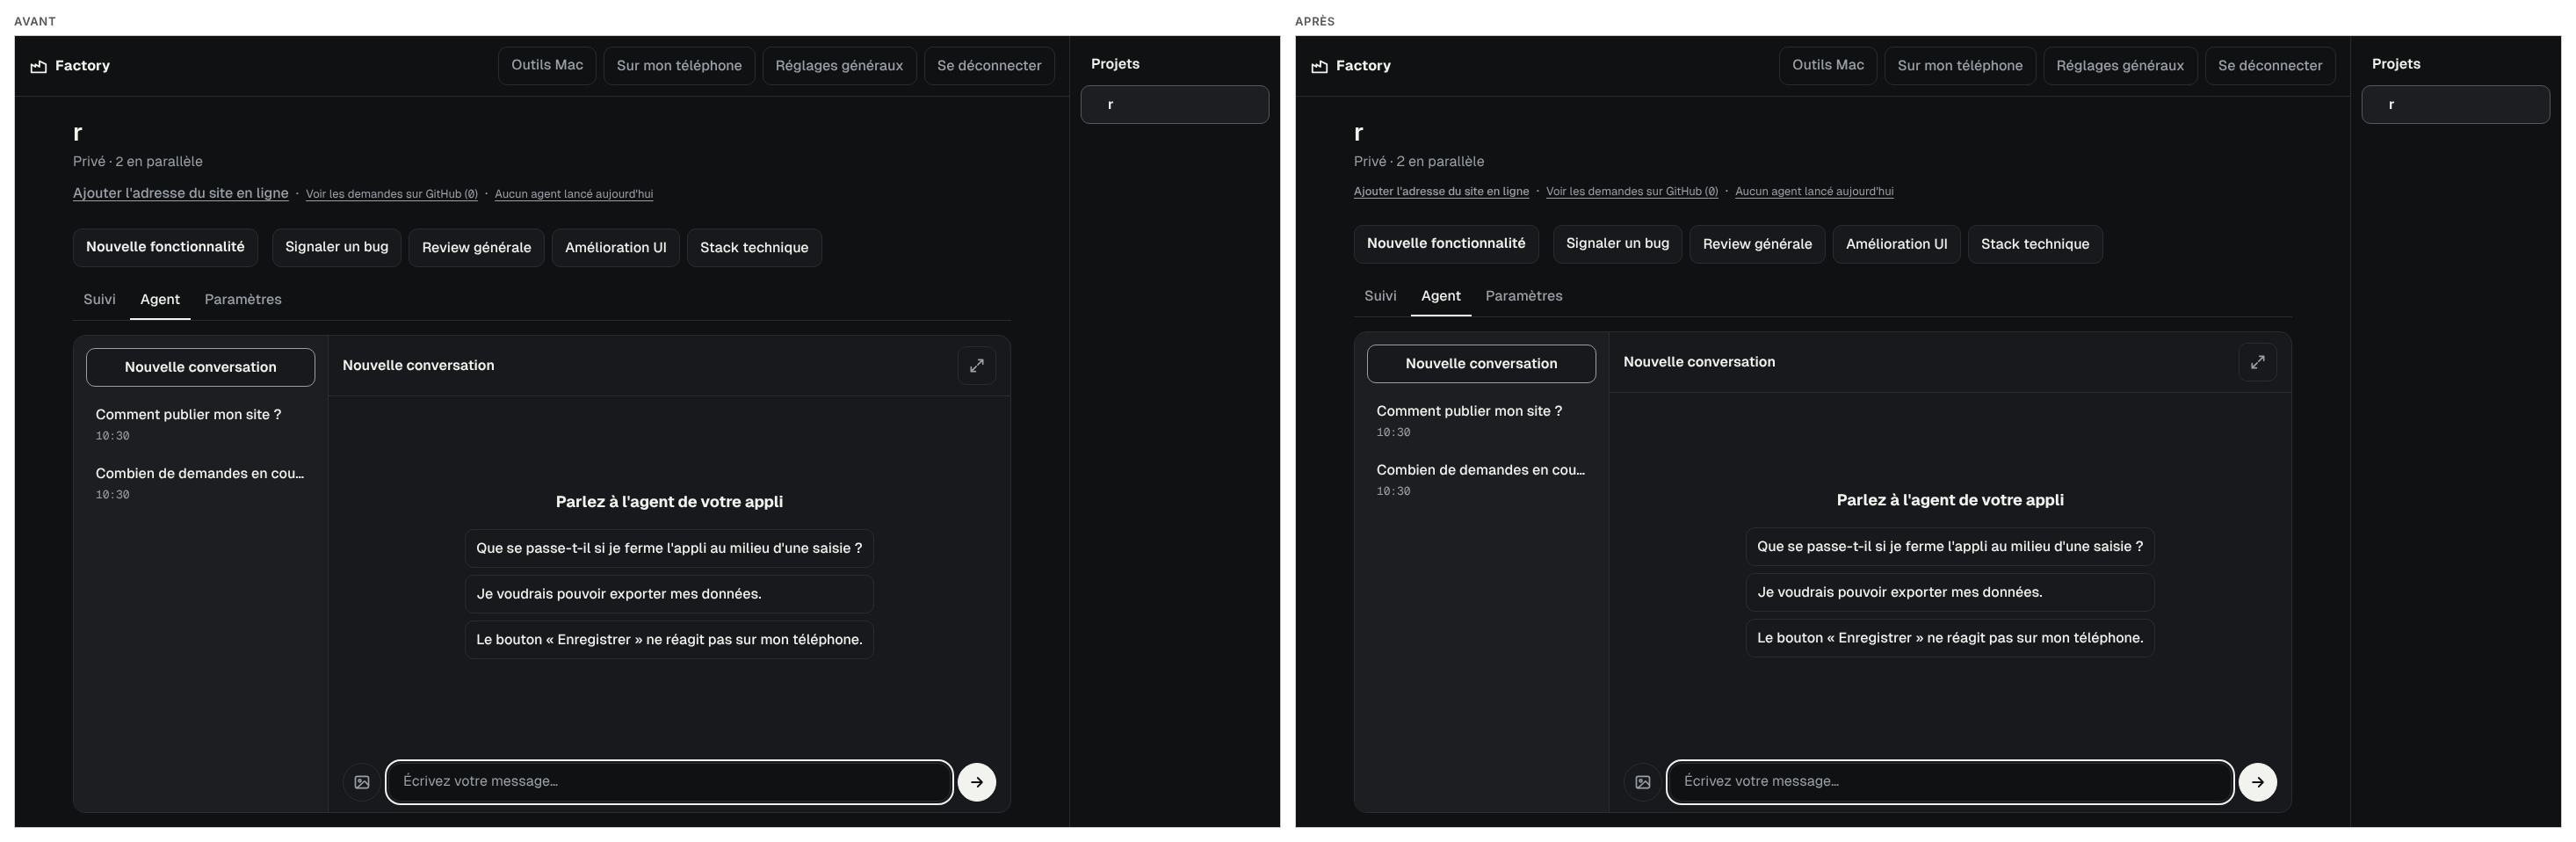 AVANT
Factory
Outils Mac
Sur mon téléphone
Réglages généraux
Se déconnecter
Projets
r
r
Privé · 2 en parallèle
Ajouter l'adresse du site en ligne · Voir les demandes sur GitHub (0) · Aucun agent lancé aujourd'hui
Nouvelle fonctionnalité
Signaler un bug
Review générale
Amélioration UI
Stack technique
Suivi
Agent
Paramètres
Nouvelle conversation
Comment publier mon site ?
10:30
Combien de demandes en cou...
10:30
Nouvelle conversation
Parlez à l'agent de votre appli
Que se passe-t-il si je ferme l'appli au milieu d'une saisie ?
Je voudrais pouvoir exporter mes données.
Le bouton « Enregistrer » ne réagit pas sur mon téléphone.
Écrivez votre message...
APRÈS
Factory
Outils Mac
Sur mon téléphone
Réglages généraux
Se déconnecter
Projets
r
r
Privé · 2 en parallèle
Ajouter l'adresse du site en ligne · Voir les demandes sur GitHub (0) · Aucun agent lancé aujourd'hui
Nouvelle fonctionnalité
Signaler un bug
Review générale
Amélioration UI
Stack technique
Suivi
Agent
Paramètres
Nouvelle conversation
Comment publier mon site ?
10:30
Combien de demandes en cou...
10:30
Nouvelle conversation
Parlez à l'agent de votre appli
Que se passe-t-il si je ferme l'appli au milieu d'une saisie ?
Je voudrais pouvoir exporter mes données.
Le bouton « Enregistrer » ne réagit pas sur mon téléphone.
Écrivez votre message...